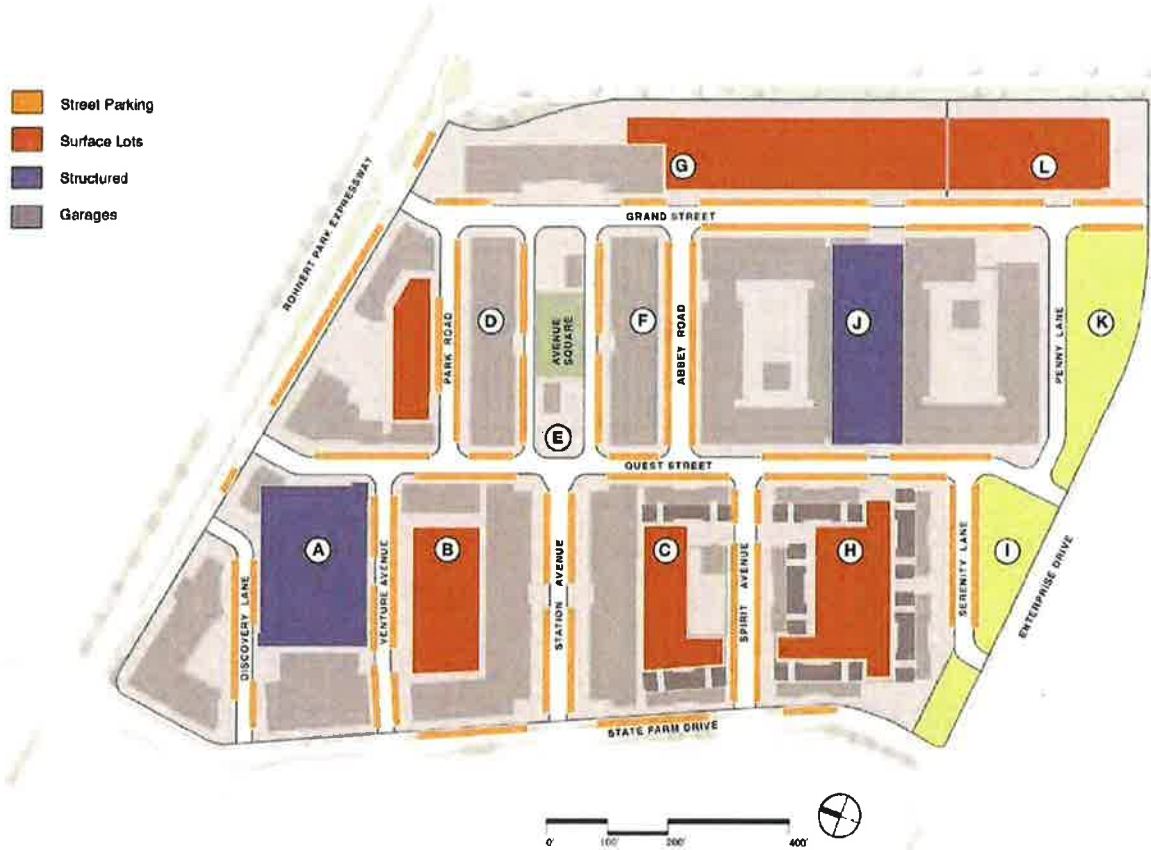 Street Parking
Surface Lots
Structured
Garages
ROHNERT PARK EXPRESSWAY
G
L
GRAND STREET
D
AVENUE
SQUARE
F
J
K
PARK ROAD
ABBEY ROAD
PENNY LANE
E
QUEST STREET
A
B
C
H
I
DISCOVERY LANE
VENTURE AVENUE
STATION AVENUE
SPIRIT AVENUE
SERENITY LANE
ENTERPRISE DRIVE
STATE FARM DRIVE
0' 100' 200' 400'